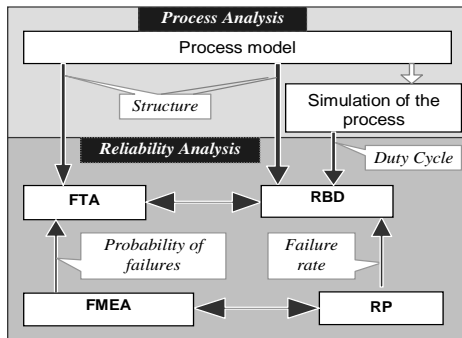 Process Analysis
Process model
Structure
Simulation of the
process
Reliability Analysis
Duty Cycle
FTA
RBD
Probability of
failures
Failure
rate
FMEA
RP